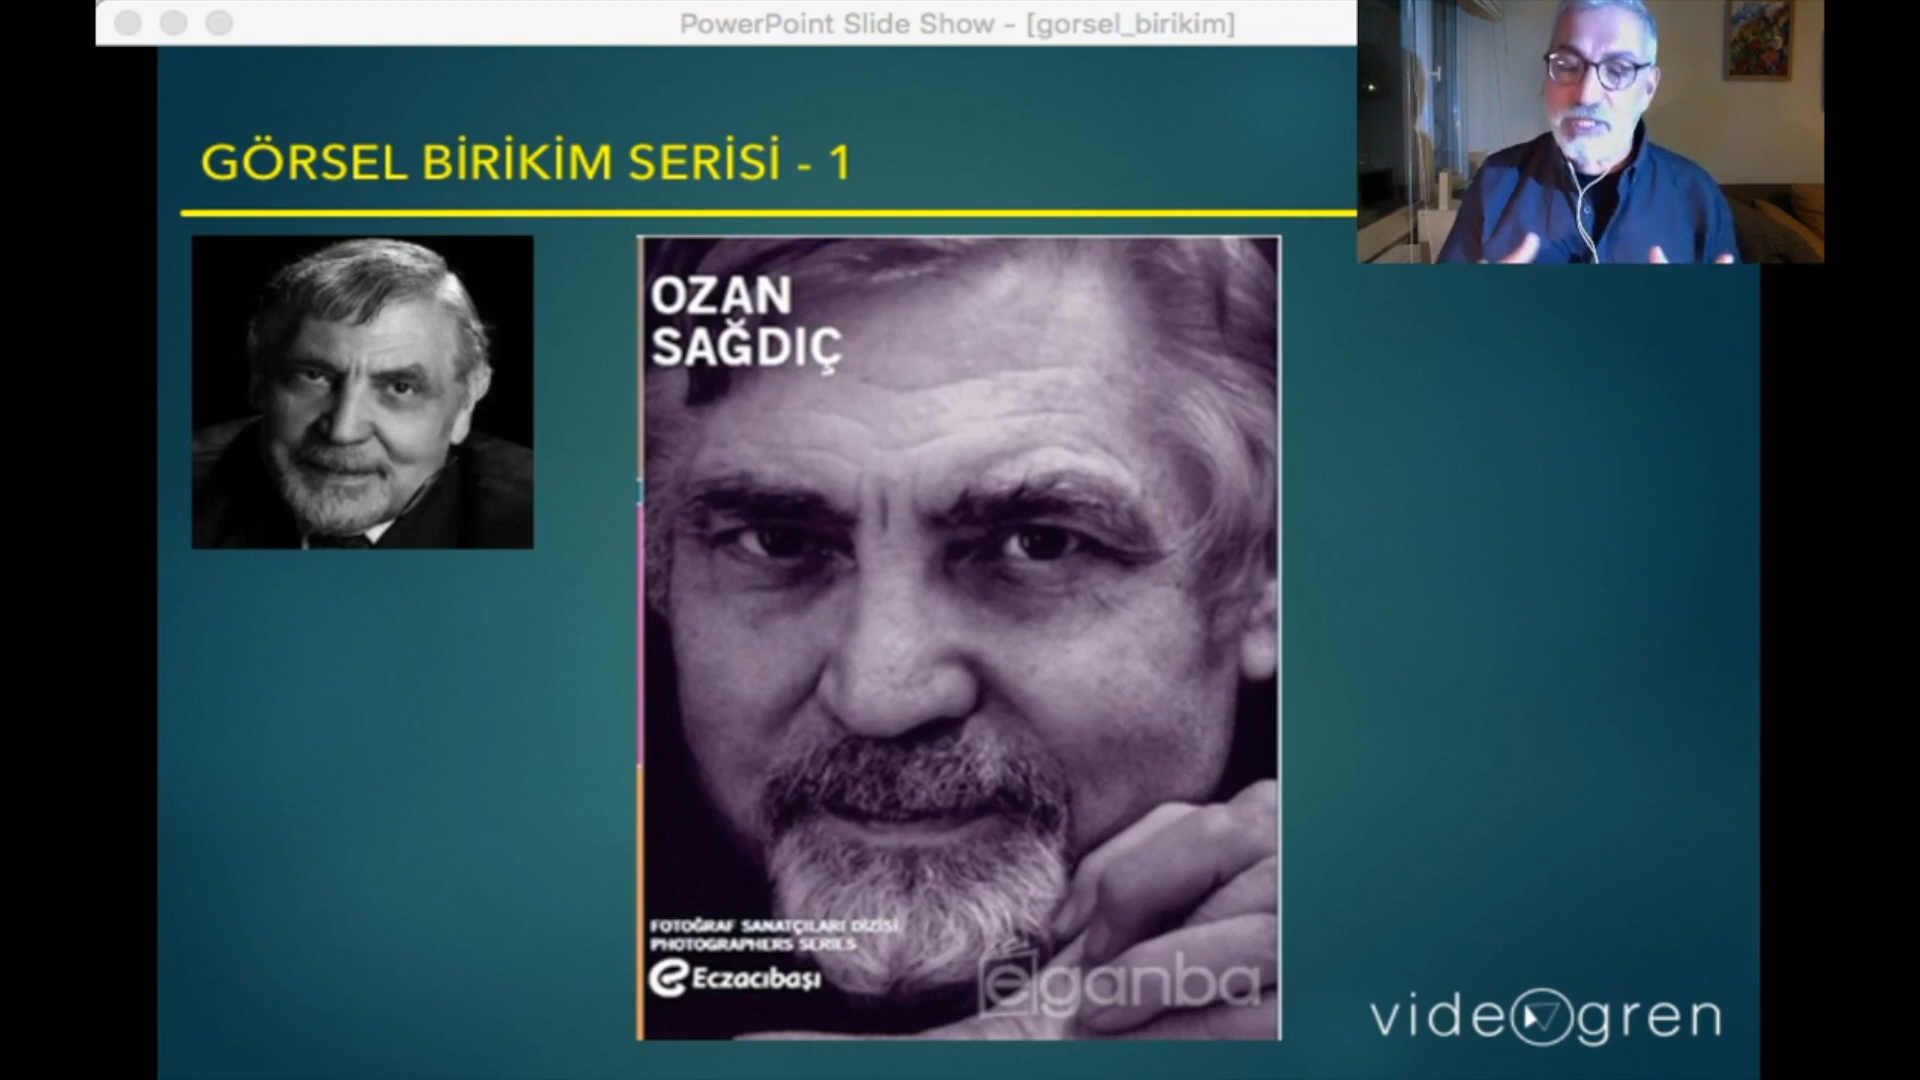 PowerPoint Slide Show - [gorsel_birikim]
GÖRSEL BİRİKİM SERİSİ - 1
OZAN
SAĞDIÇ
FOTOĞRAF SANATÇILARI DİZİSİ
PHOTOGRAPHERS SERIES
Eczacıbaşı
eganba
videogren